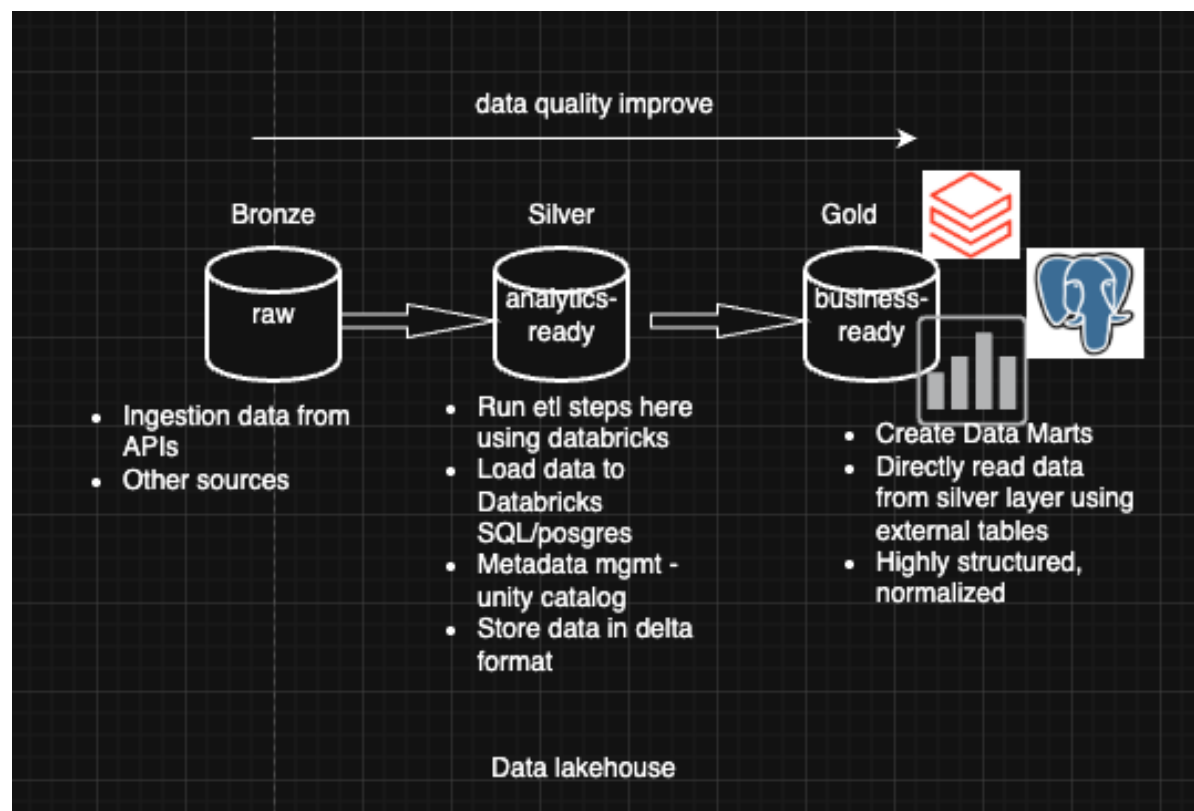 data quality improve
Bronze
Silver
Gold
raw
analytics-
ready
business-
ready
• Ingestion data from
APIs
• Other sources
• Run etl steps here
using databricks
• Load data to
Databricks
SQL/posgres
• Metadata mgmt -
unity catalog
• Store data in delta
format
• Create Data Marts
• Directly read data
from silver layer using
external tables
• Highly structured,
normalized
Data lakehouse